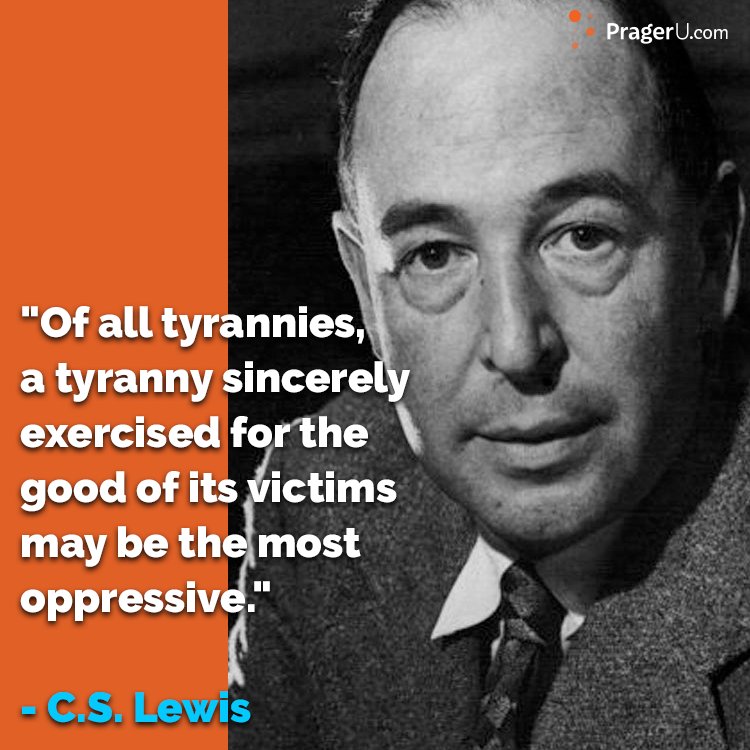 PragerU.com
"Of all tyrannies,
a tyranny sincerely
exercised for the
good of its victims
may be the most
oppressive."
- C.S. Lewis